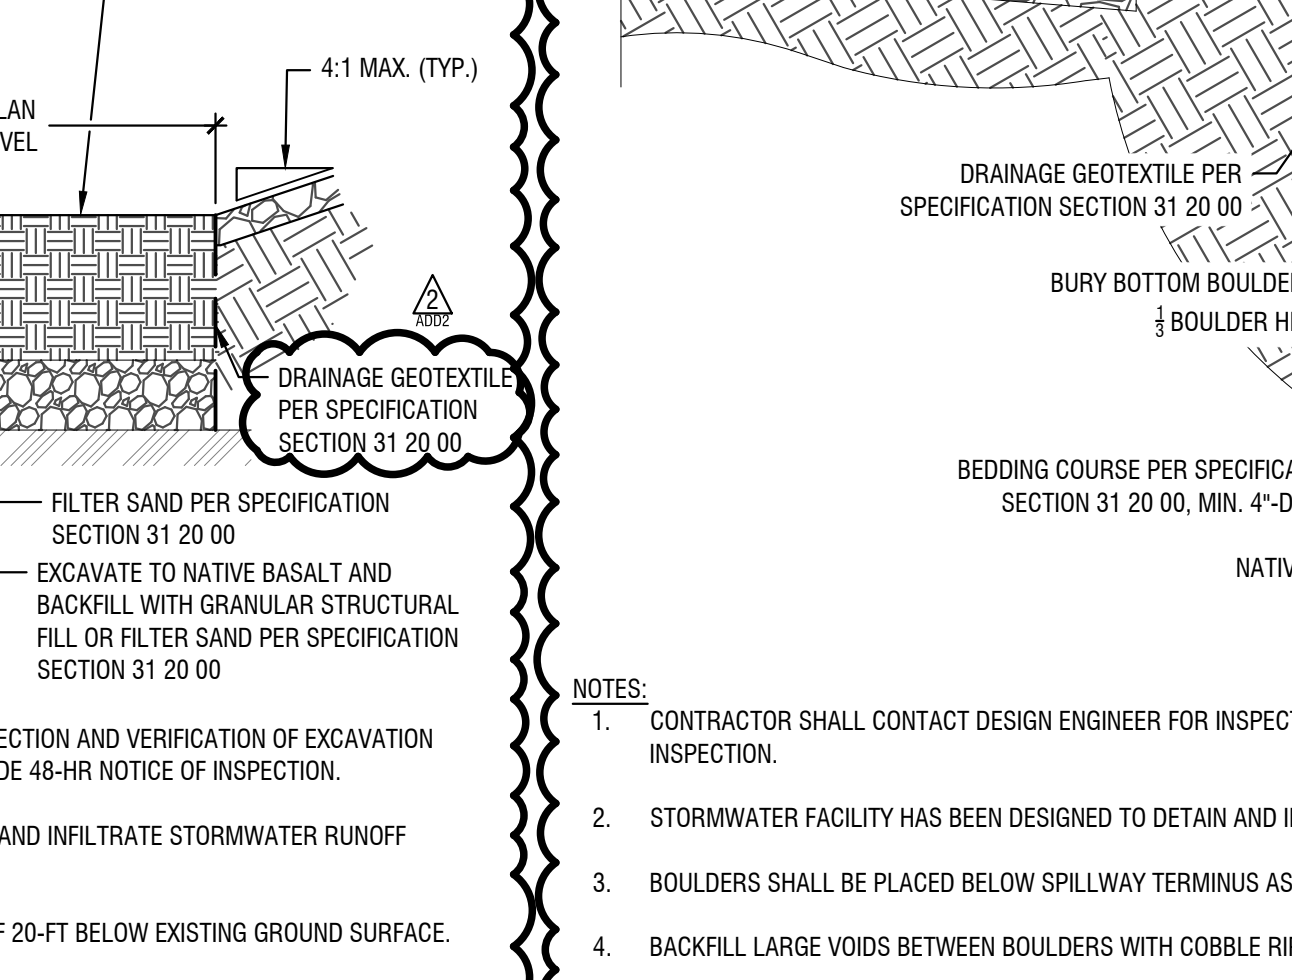 4:1 MAX. (TYP.)
LAN
VEL
2
ADD2
DRAINAGE GEOTEXTILE
PER SPECIFICATION
SECTION 31 20 00
FILTER SAND PER SPECIFICATION
SECTION 31 20 00
EXCAVATE TO NATIVE BASALT AND
BACKFILL WITH GRANULAR STRUCTURAL
FILL OR FILTER SAND PER SPECIFICATION
SECTION 31 20 00
ECTION AND VERIFICATION OF EXCAVATION
DE 48-HR NOTICE OF INSPECTION.
AND INFILTRATE STORMWATER RUNOFF
F 20-FT BELOW EXISTING GROUND SURFACE.
DRAINAGE GEOTEXTILE PER
SPECIFICATION SECTION 31 20 00
BURY BOTTOM BOULDER
1/3 BOULDER HE
BEDDING COURSE PER SPECIFICA
SECTION 31 20 00, MIN. 4"-D
NATIV
NOTES:
1. CONTRACTOR SHALL CONTACT DESIGN ENGINEER FOR INSPECT
INSPECTION.
2. STORMWATER FACILITY HAS BEEN DESIGNED TO DETAIN AND I
3. BOULDERS SHALL BE PLACED BELOW SPILLWAY TERMINUS AS
4. BACKFILL LARGE VOIDS BETWEEN BOULDERS WITH COBBLE RI